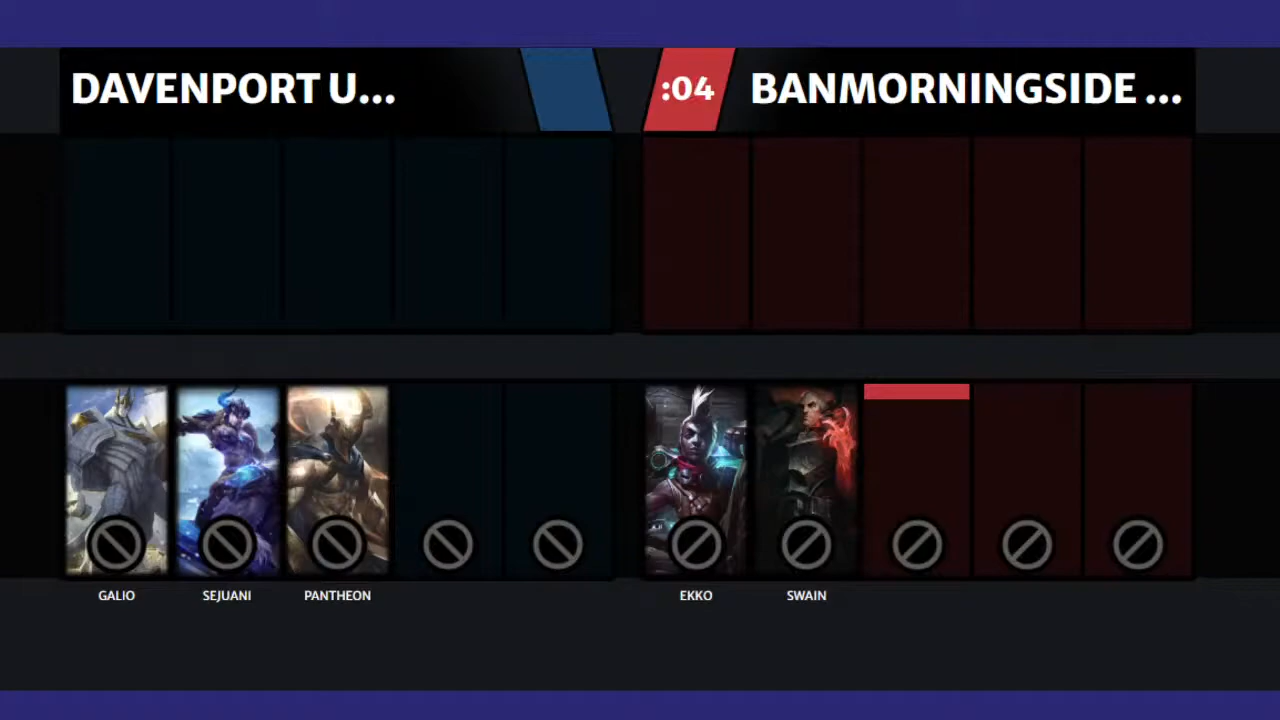 DAVENPORT U...
:04 BANMORNINGSIDE ...
GALIO SEJUANI PANTHEON EKKO SWAIN